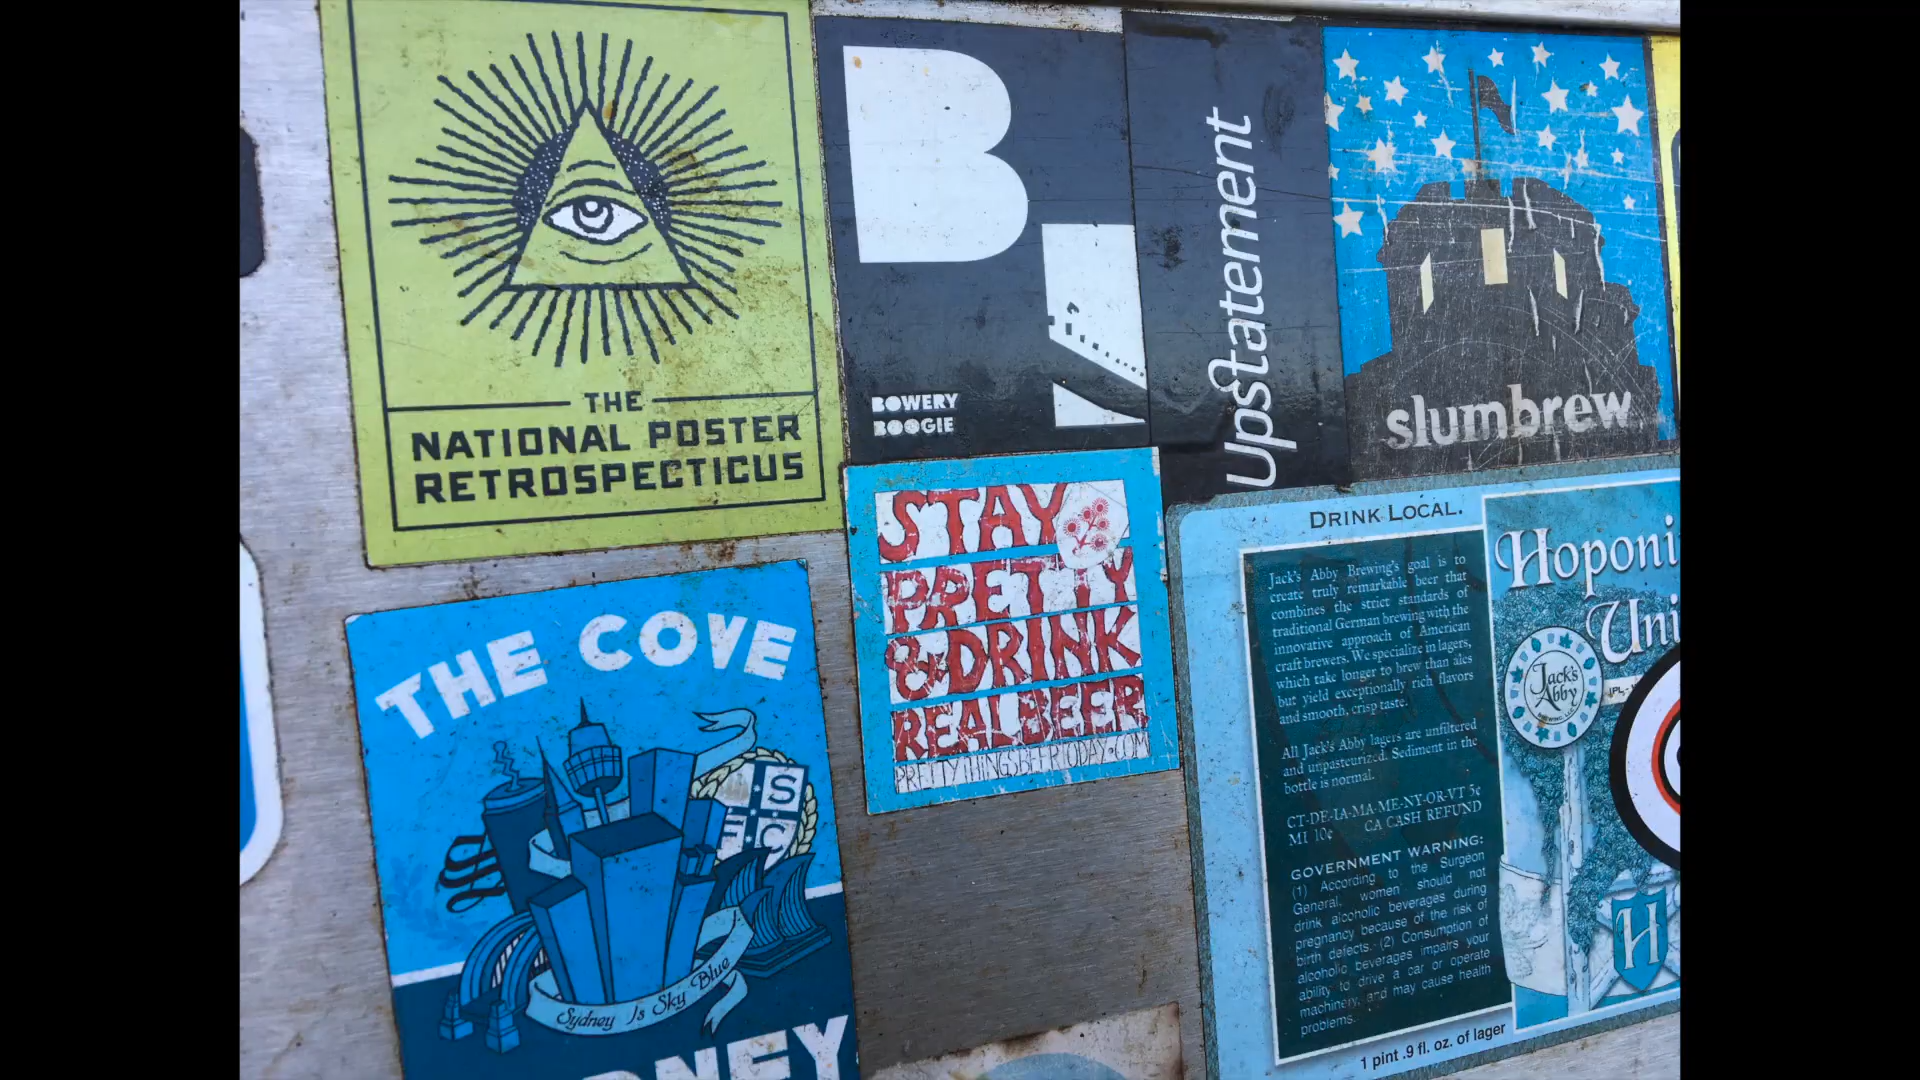 THE
NATIONAL POSTER
RETROSPECTICUS
B
BOWERY
BOOGIE
Upstatement
slumbrew
STAY
PRETTY
& DRINK
REAL BEER
PRETTYTHINGSBEERTODAY.COM
THE COVE
S
F C
Sydney Is Sky Blue
DRINK LOCAL.
Jack's Abby Brewing's goal is to
create truly remarkable beer that
combines the strict standards of
traditional German brewing with the
innovative approach of American
craft brewers. We specialize in lagers,
which take longer to brew than ales
but yield exceptionally rich flavors
and smooth, crisp taste.
All Jack's Abby lagers are unfiltered
and unpasteurized. Sediment in the
bottle is normal.
CT-DE-IA-MA-ME-NY-OR-VT 5¢
MI 10¢ CA CASH REFUND
GOVERNMENT WARNING:
(1) According to the Surgeon
General, women should not
drink alcoholic beverages during
pregnancy because of the risk of
birth defects. (2) Consumption of
alcoholic beverages impairs your
ability to drive a car or operate
machinery, and may cause health
problems.
1 pint .9 fl. oz. of lager
Hoponi
Uni
Jack's
Abby
H